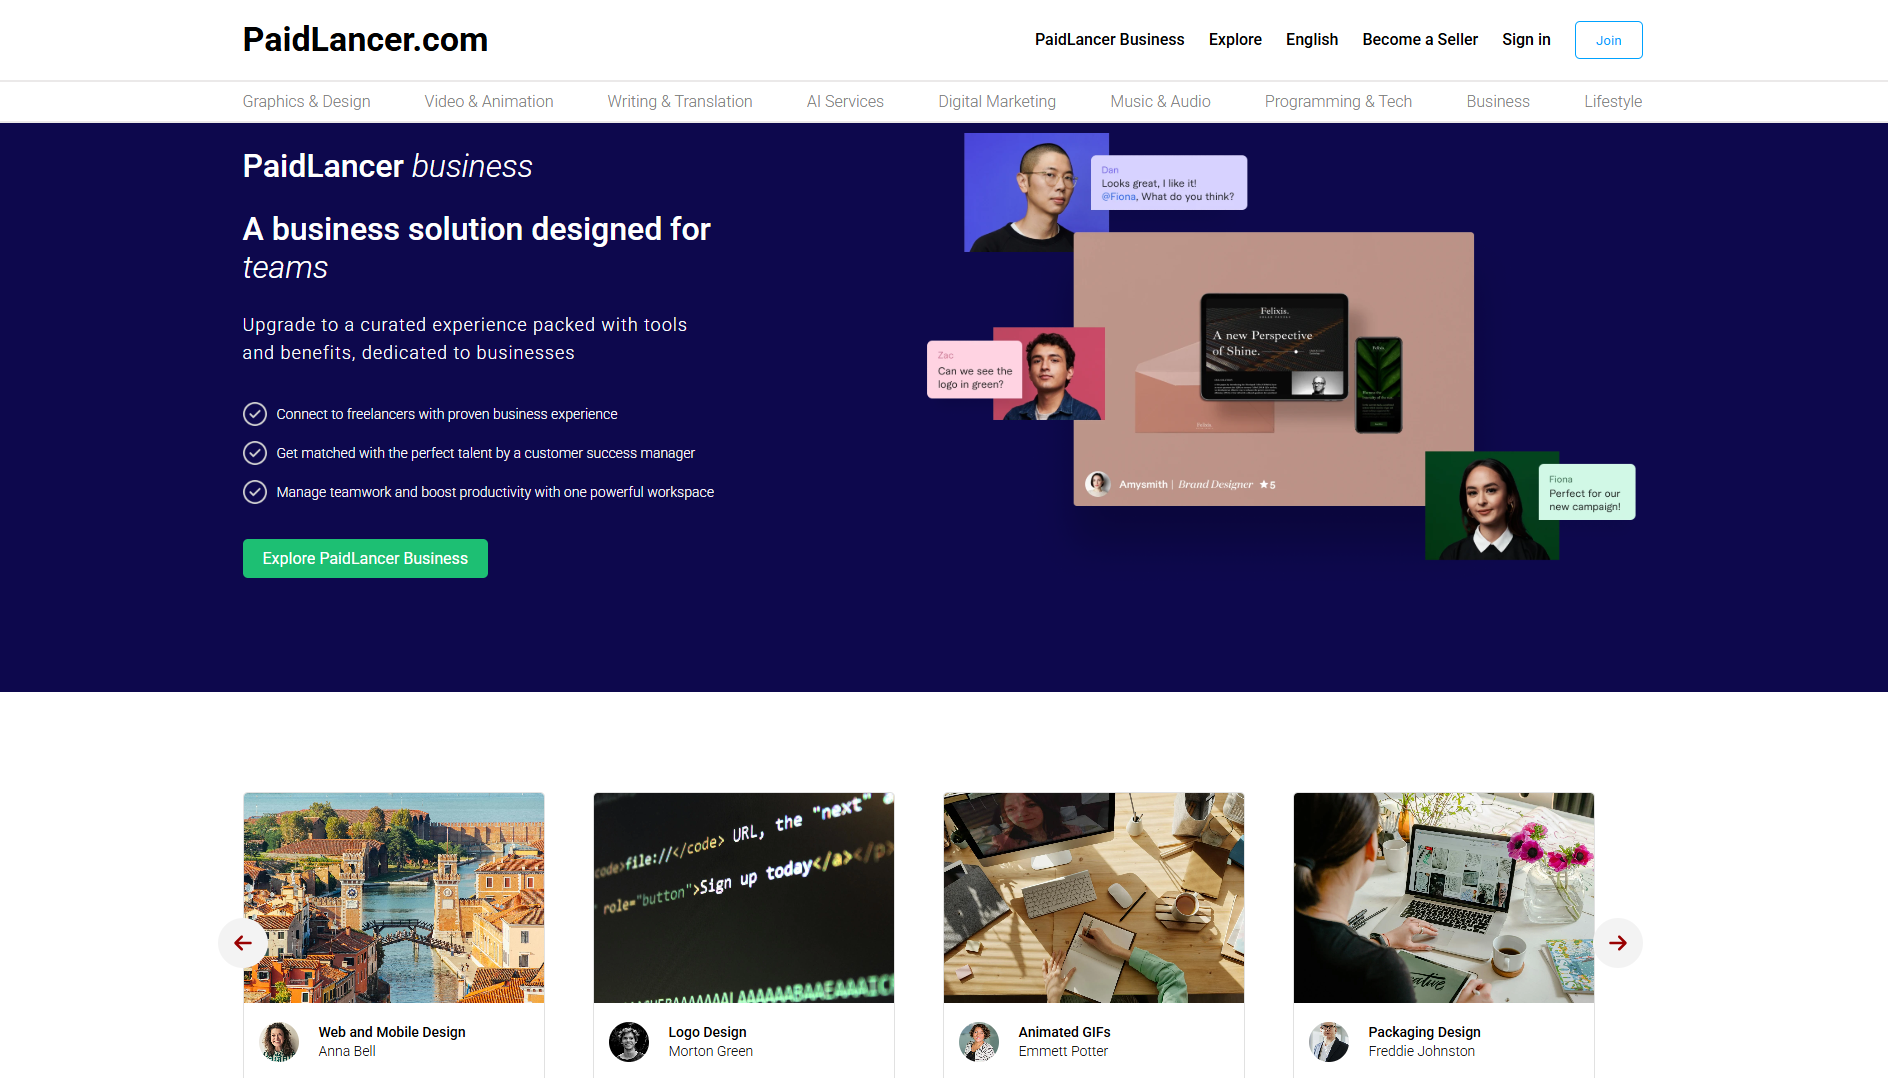 PaidLancer.com
PaidLancer Business
Explore
English
Become a Seller
Sign in
Join
Graphics & Design
Video & Animation
Writing & Translation
AI Services
Digital Marketing
Music & Audio
Programming & Tech
Business
Lifestyle
PaidLancer business
A business solution designed for
teams
Upgrade to a curated experience packed with tools
and benefits, dedicated to businesses
Connect to freelancers with proven business experience
Get matched with the perfect talent by a customer success manager
Manage teamwork and boost productivity with one powerful workspace
Explore PaidLancer Business
Dan
Looks great, I like it!
@Fiona, What do you think?
Zac
Can we see the
logo in green?
Felixis.
A new Perspective
of Shine.
Felixis
Amysmith | Brand Designer ★5
Fiona
Perfect for our
new campaign!
code>file://</code> URL, the "next"
role="button">Sign up today</a></p>
Creative
Web and Mobile Design
Anna Bell
Logo Design
Morton Green
Animated GIFs
Emmett Potter
Packaging Design
Freddie Johnston